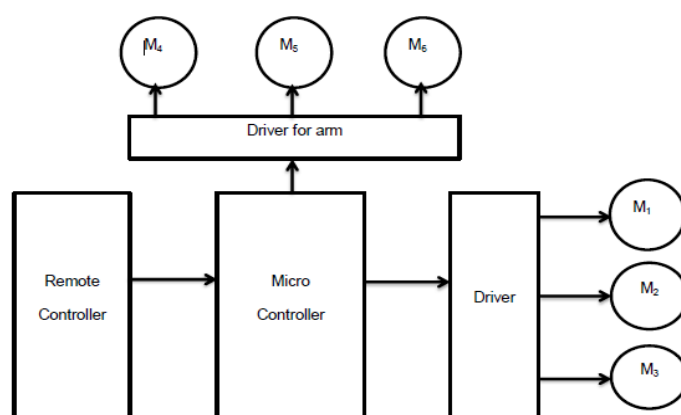 M₄ M₅ M₆
Driver for arm
M₁
Remote Controller
Micro Controller
Driver
M₂
M₃